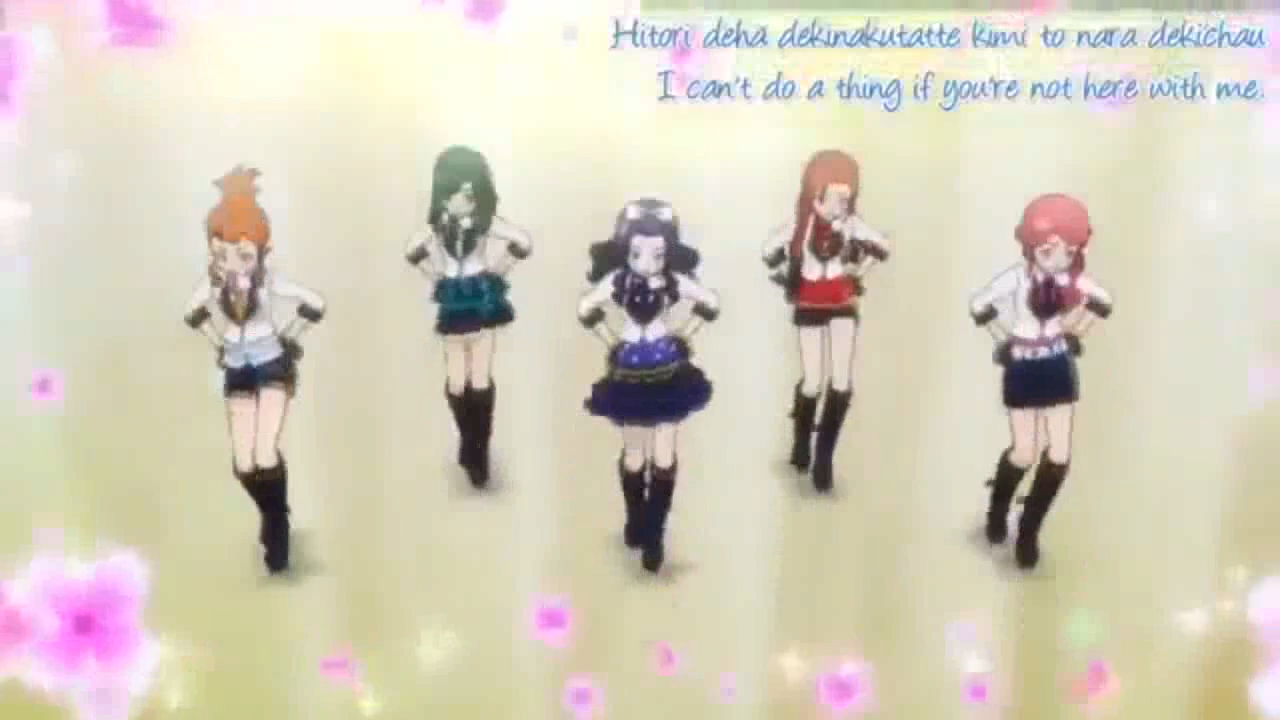 Hitori deha dekinakutatte kimi to nara dekichau
I can't do a thing if you're not here with me.